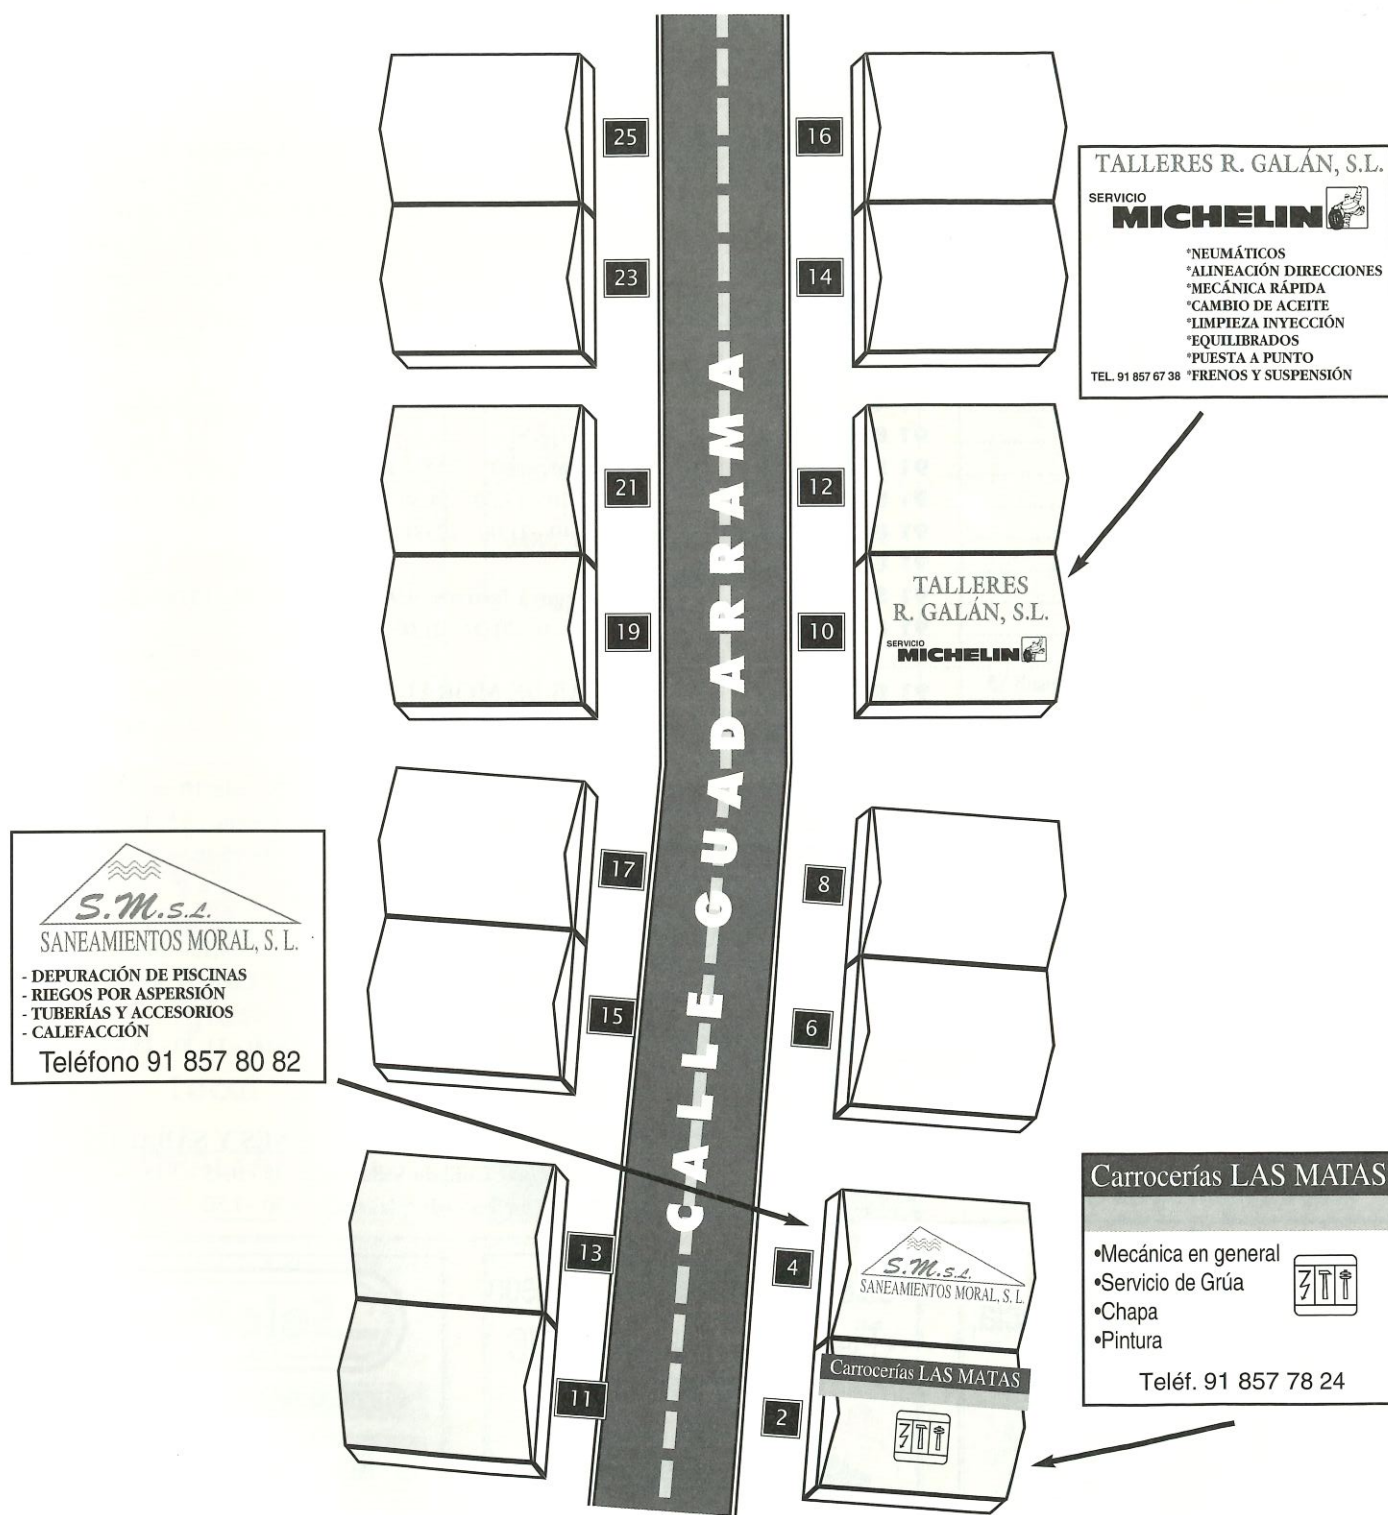 25
16
TALLERES R. GALÁN, S.L.
SERVICIO
MICHELIN
*NEUMÁTICOS
*ALINEACIÓN DIRECCIONES
*MECÁNICA RÁPIDA
*CAMBIO DE ACEITE
*LIMPIEZA INYECCIÓN
*EQUILIBRADOS
*PUESTA A PUNTO
TEL. 91 857 67 38 *FRENOS Y SUSPENSIÓN
23
14
21
12
19
10
TALLERES
R. GALÁN, S.L.
SERVICIO
MICHELIN
CALLE GUADARRAMA
17
8
S.M.S.L.
SANEAMIENTOS MORAL, S. L.
- DEPURACIÓN DE PISCINAS
- RIEGOS POR ASPERSIÓN
- TUBERÍAS Y ACCESORIOS
- CALEFACCIÓN
Teléfono 91 857 80 82
15
6
13
4
S.M.S.L.
SANEAMIENTOS MORAL, S. L.
Carrocerías LAS MATAS
•Mecánica en general
•Servicio de Grúa
•Chapa
•Pintura
Teléf. 91 857 78 24
11
2
Carrocerías LAS MATAS